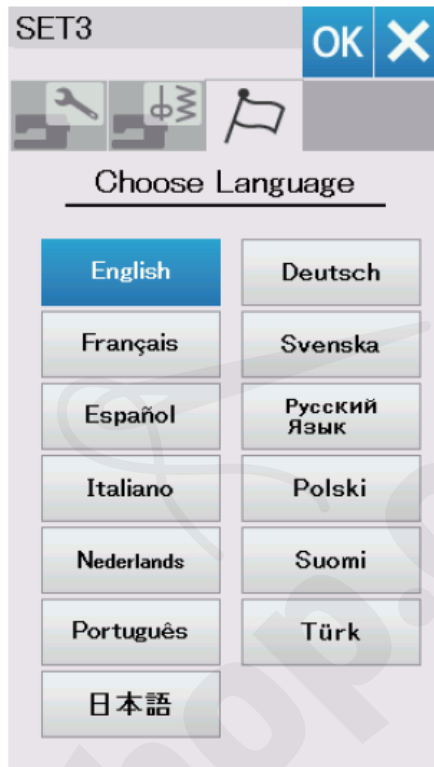 SET3
OK
Choose Language
English
Deutsch
Français
Svenska
Español
Русский
Язык
Italiano
Polski
Nederlands
Suomi
Português
Türk
日本語